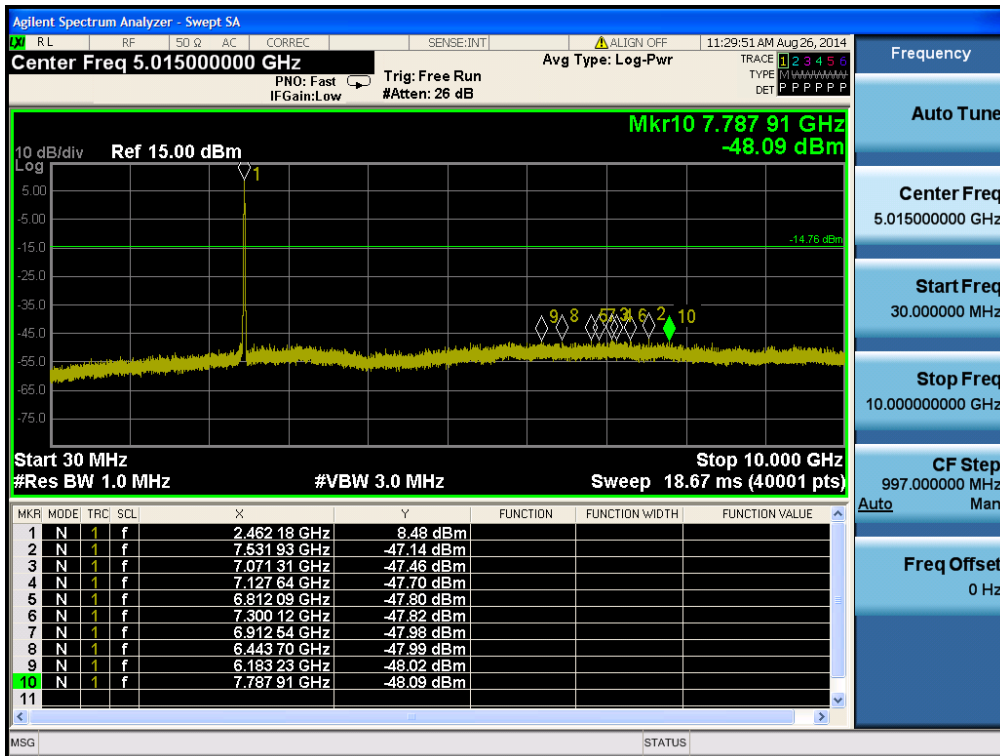 Agilent Spectrum Analyzer - Swept SA
LXI RL RF 50 Ω AC CORREC SENSE:INT ALIGN OFF 11:29:51 AM Aug 26, 2014
Center Freq 5.015000000 GHz
PNO: Fast
IFGain:Low
Trig: Free Run
#Atten: 26 dB
Avg Type: Log-Pwr
TRACE 1 2 3 4 5 6
TYPE M
DET P P P P P P
Mkr10 7.787 91 GHz
-48.09 dBm
10 dB/div Ref 15.00 dBm
Log
1
5.00
-5.00
-15.0
-14.76 dBm
-25.0
-35.0
9 8 5 7 3 4 6 2 10
-45.0
-55.0
-65.0
-75.0
Start 30 MHz Stop 10.000 GHz
#Res BW 1.0 MHz #VBW 3.0 MHz Sweep 18.67 ms (40001 pts)
MKR MODE TRC SCL X Y FUNCTION FUNCTION WIDTH FUNCTION VALUE
1 N 1 f 2.462 18 GHz 8.48 dBm
2 N 1 f 7.531 93 GHz -47.14 dBm
3 N 1 f 7.071 31 GHz -47.46 dBm
4 N 1 f 7.127 64 GHz -47.70 dBm
5 N 1 f 6.812 09 GHz -47.80 dBm
6 N 1 f 7.300 12 GHz -47.82 dBm
7 N 1 f 6.912 54 GHz -47.98 dBm
8 N 1 f 6.443 70 GHz -47.99 dBm
9 N 1 f 6.183 23 GHz -48.02 dBm
10 N 1 f 7.787 91 GHz -48.09 dBm
11
MSG STATUS
Frequency
Auto Tune
Center Freq
5.015000000 GHz
Start Freq
30.000000 MHz
Stop Freq
10.000000000 GHz
CF Step
997.000000 MHz
Auto Man
Freq Offset
0 Hz